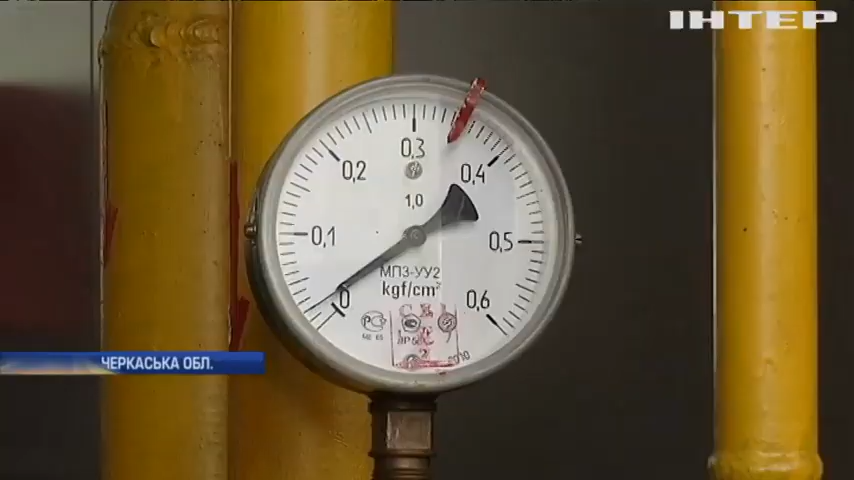 ІНТЕР
0,3
0,2
0,4
1,0
0,1
0,5
МПЗ-УУ2
kgf/cm²
0
0,6
РС
2010
ЧЕРКАСЬКА ОБЛ.